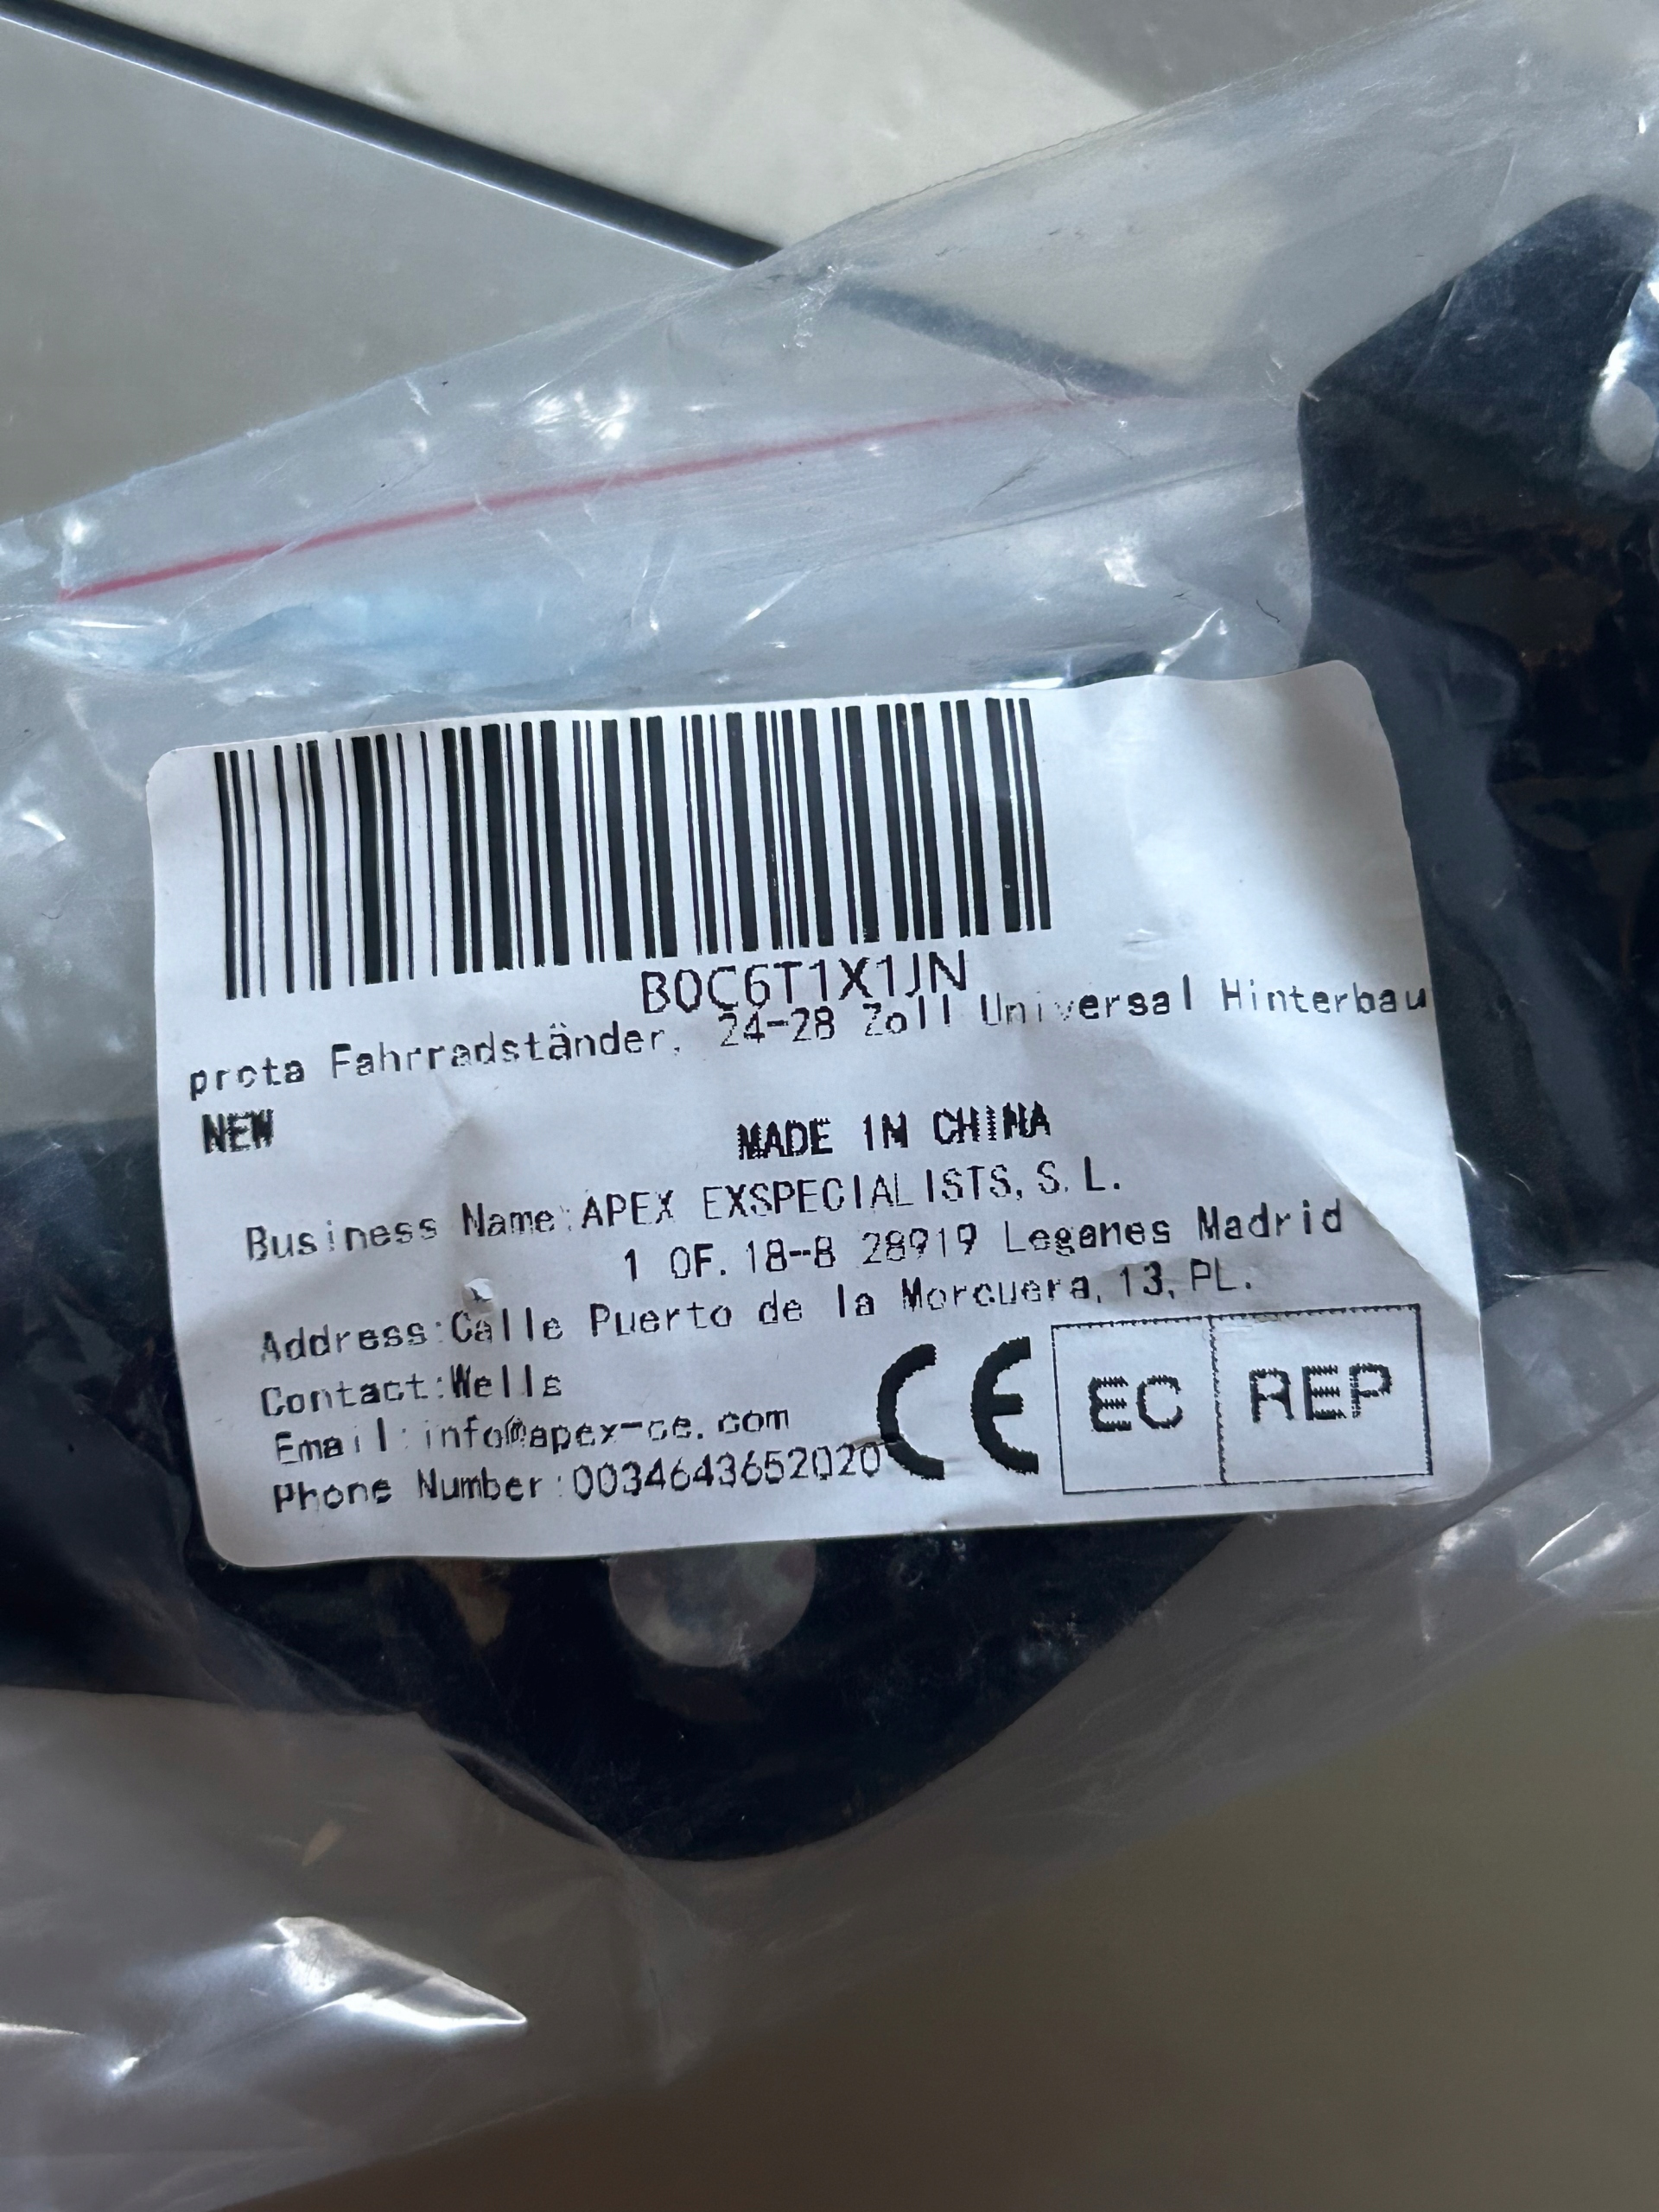 B0C6T1X1JN
prota Fahrradständer, 24-28 Zoll Universal Hinterbau
NEW
MADE IN CHINA
Business Name:APEX EXSPECIALISTS, S. L.
1 OF. 18--B 28919 Leganes Madrid
Address:Calle Puerto de la Morcuera, 13, PL.
Contact:Wells
Email:info@apex-ce.com
Phone Number:0034643652020
CE
EC REP